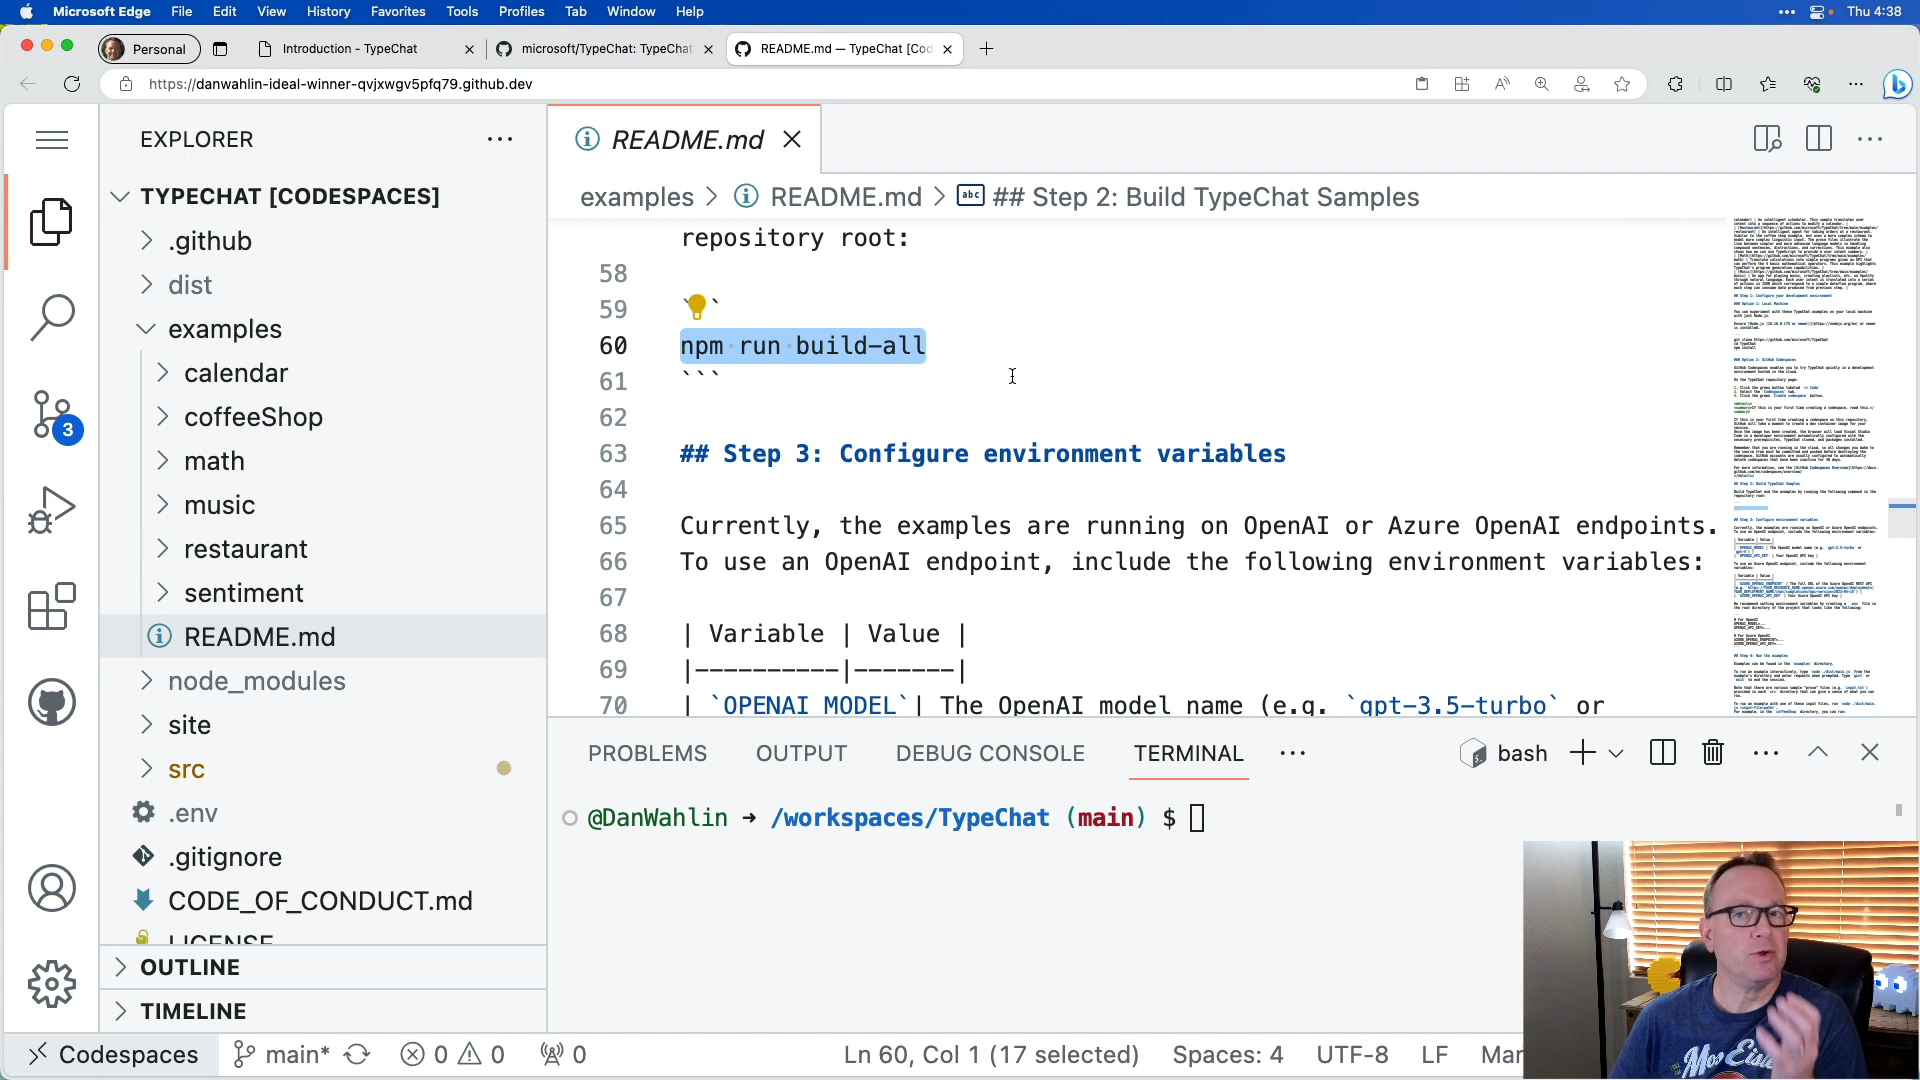 Microsoft Edge File Edit View History Favorites Tools Profiles Tab Window Help Thu 4:38
Personal Introduction - TypeChat microsoft/TypeChat: TypeChat README.md — TypeChat [Cod
https://danwahlin-ideal-winner-qvjxwgv5pfq79.github.dev
EXPLORER
TYPECHAT [CODESPACES]
.github
dist
examples
calendar
coffeeShop
math
music
restaurant
sentiment
README.md
node_modules
site
src
.env
.gitignore
CODE_OF_CONDUCT.md
LICENSE
OUTLINE
TIMELINE
3
README.md
examples > README.md > ## Step 2: Build TypeChat Samples
repository root:
58
59 ```
60 npm run build-all
61 ```
62
63 ## Step 3: Configure environment variables
64
65 Currently, the examples are running on OpenAI or Azure OpenAI endpoints.
66 To use an OpenAI endpoint, include the following environment variables:
67
68 | Variable | Value |
69 |----------|-------|
70 | `OPENAI_MODEL`| The OpenAI model name (e.g. `gpt-3.5-turbo` or
PROBLEMS OUTPUT DEBUG CONSOLE TERMINAL bash
@DanWahlin → /workspaces/TypeChat (main) $
Codespaces main* 0 0 0 Ln 60, Col 1 (17 selected) Spaces: 4 UTF-8 LF Mar
Mos Eis